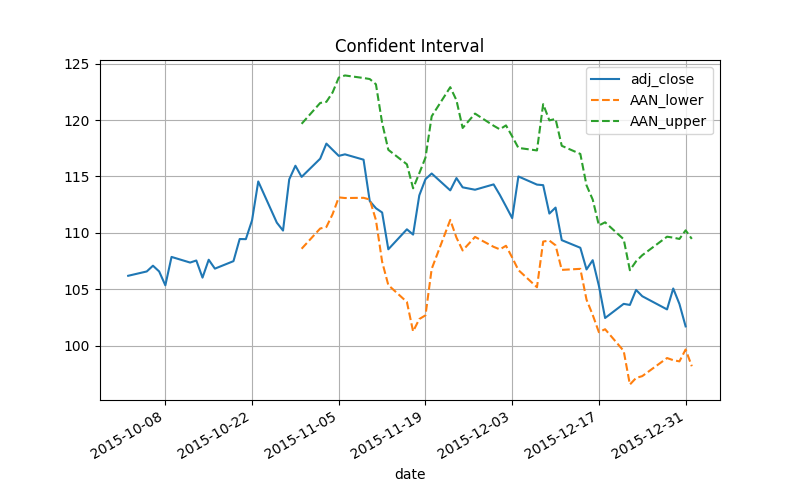 Confident Interval
adj_close
AAN_lower
AAN_upper
125
120
115
110
105
100
2015-10-08
2015-10-22
2015-11-05
2015-11-19
2015-12-03
2015-12-17
2015-12-31
date